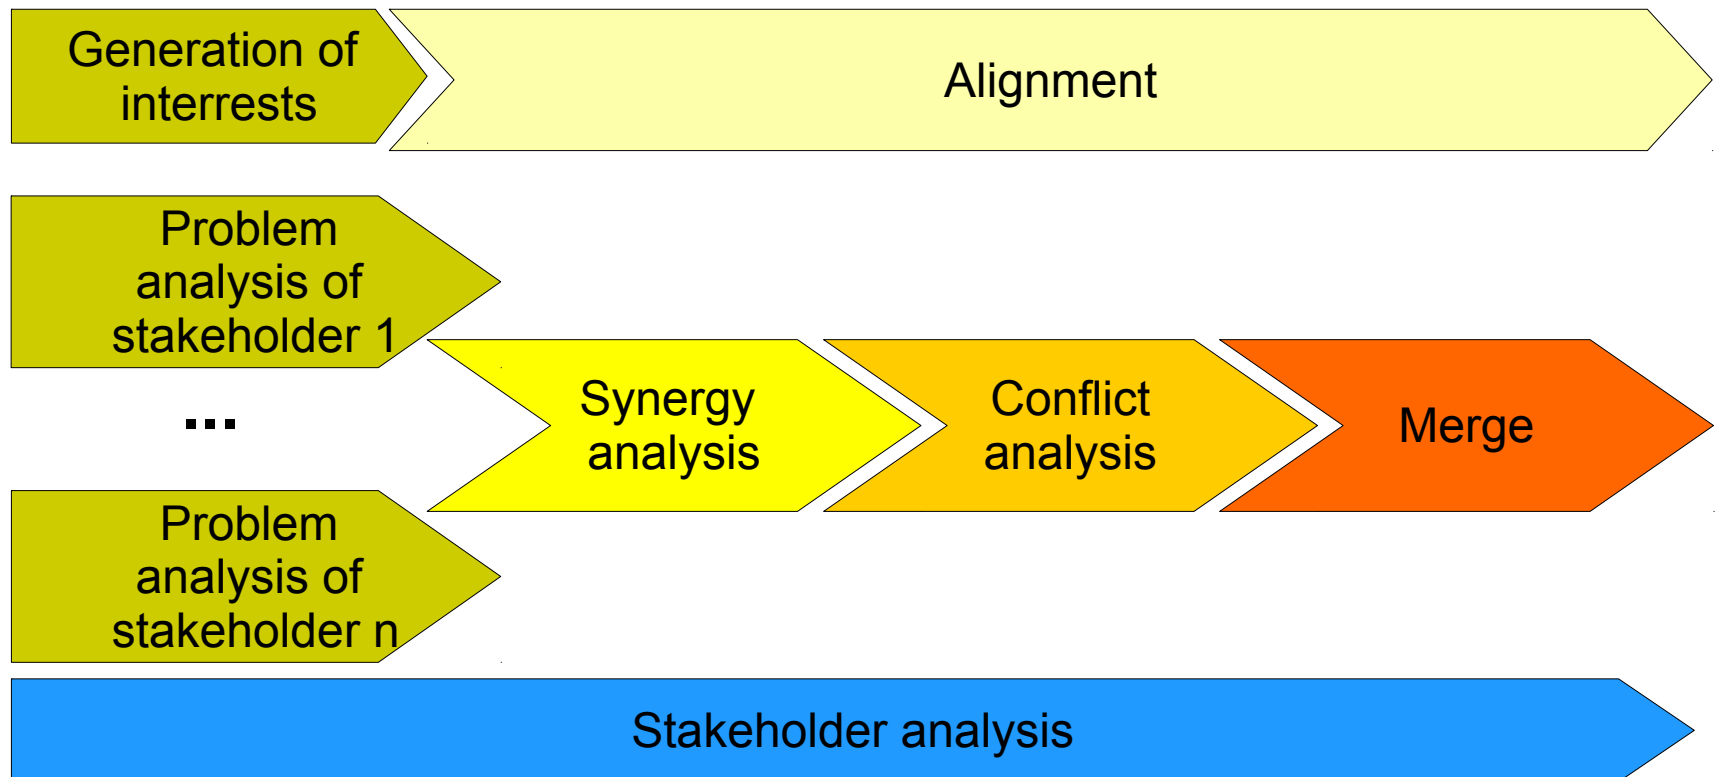 Generation of
interrests
Alignment
Problem
analysis of
stakeholder 1
...
Synergy
analysis
Conflict
analysis
Merge
Problem
analysis of
stakeholder n
Stakeholder analysis